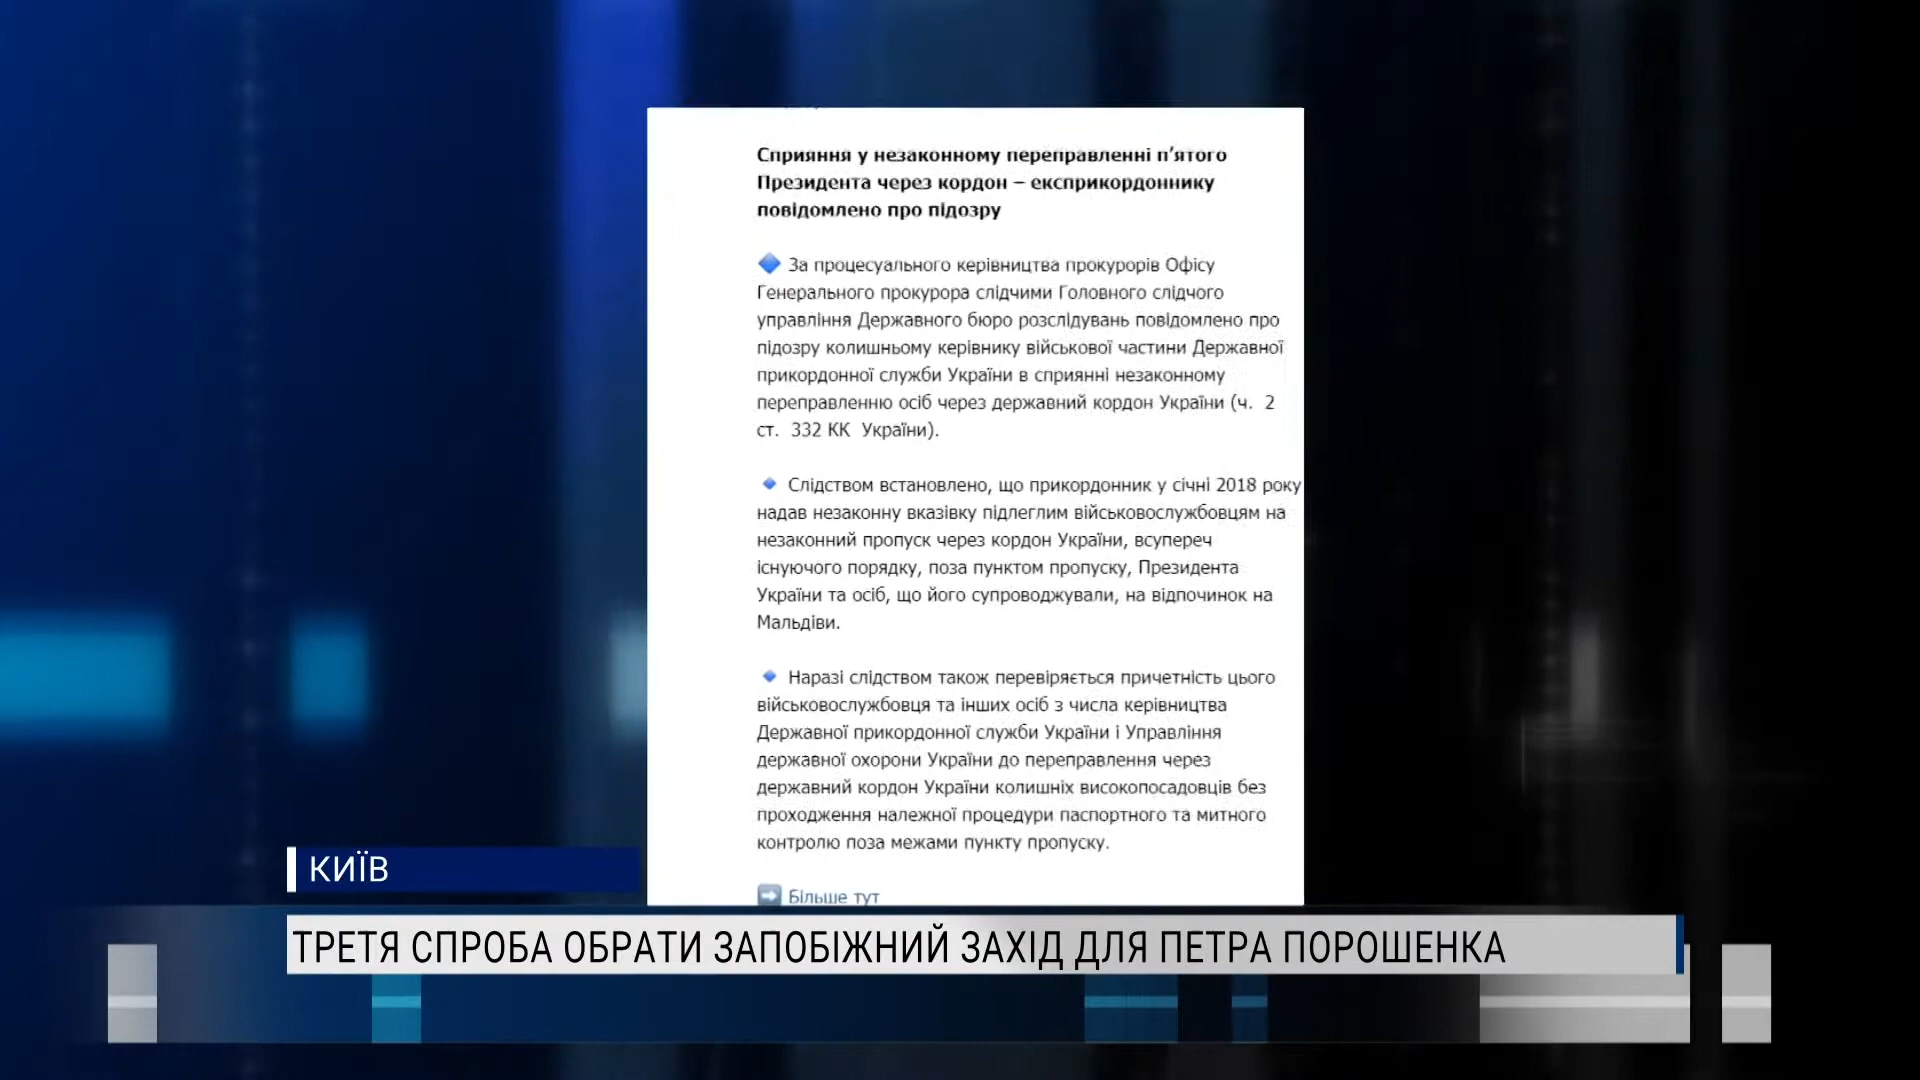 Сприяння у незаконному переправленні п’ятого
Президента через кордон – експрикордоннику
повідомлено про підозру
За процесуального керівництва прокурорів Офісу
Генерального прокурора слідчими Головного слідчого
управління Державного бюро розслідувань повідомлено про
підозру колишньому керівнику військової частини Державної
прикордонної служби України в сприянні незаконному
переправленню осіб через державний кордон України (ч. 2
ст. 332 КК України).
Слідством встановлено, що прикордонник у січні 2018 року
надав незаконну вказівку підлеглим військовослужбовцям на
незаконний пропуск через кордон України, всупереч
існуючого порядку, поза пунктом пропуску, Президента
України та осіб, що його супроводжували, на відпочинок на
Мальдіви.
Наразі слідством також перевіряється причетність цього
військовослужбовця та інших осіб з числа керівництва
Державної прикордонної служби України і Управління
державної охорони України до переправлення через
державний кордон України колишніх високопосадовців без
проходження належної процедури паспортного та митного
контролю поза межами пункту пропуску.
Більше тут
КИЇВ
ТРЕТЯ СПРОБА ОБРАТИ ЗАПОБІЖНИЙ ЗАХІД ДЛЯ ПЕТРА ПОРОШЕНКА